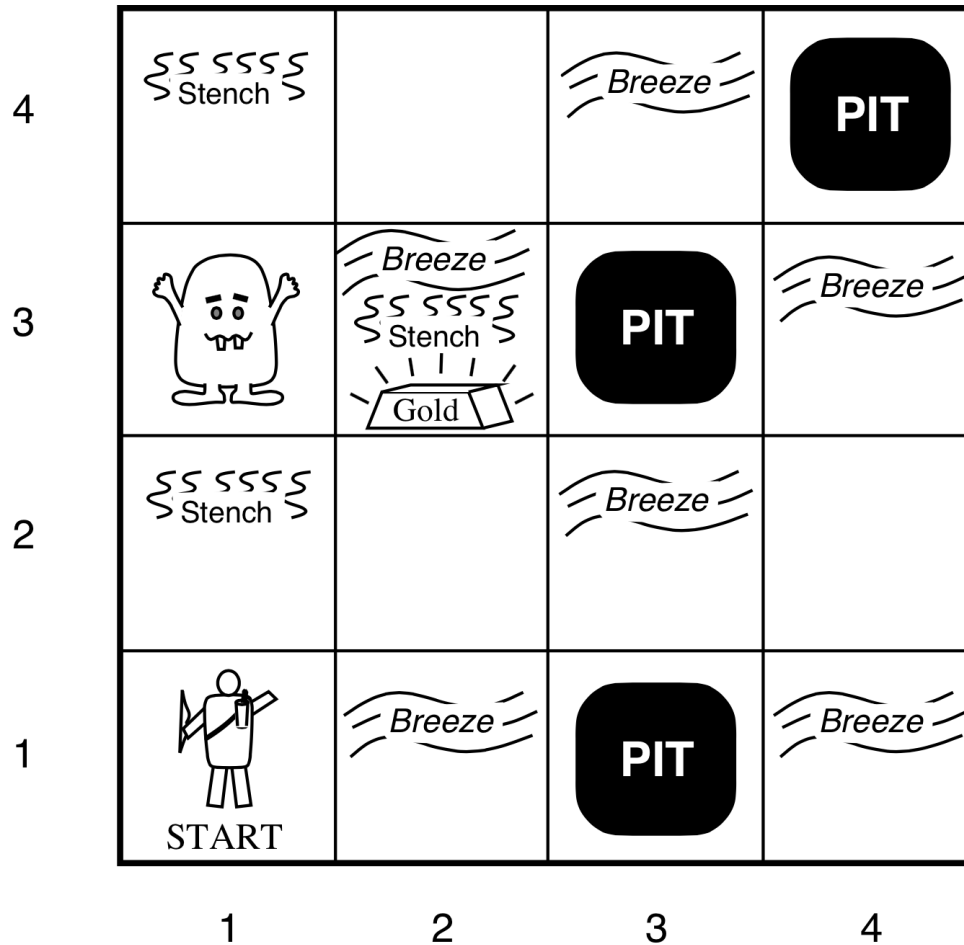 4
Stench
Breeze
PIT
3
Breeze
Stench
Gold
PIT
Breeze
2
Stench
Breeze
1
START
Breeze
PIT
Breeze
1 2 3 4